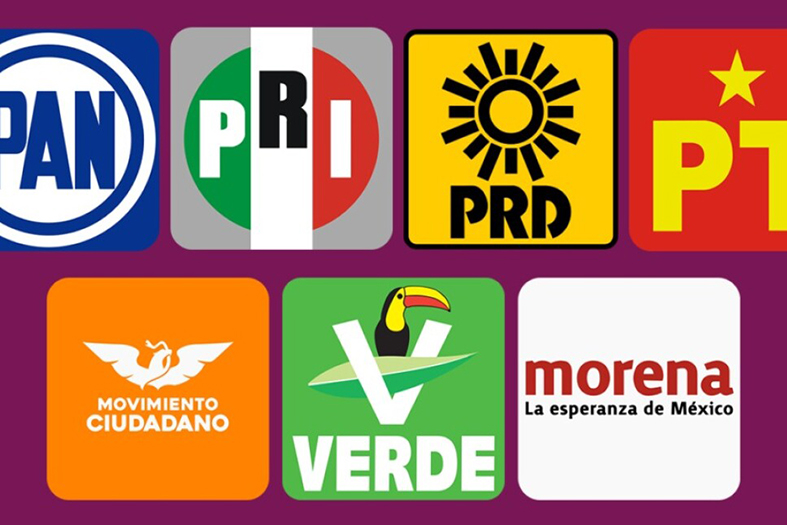 PAN
PRI
PRD
PT
MOVIMIENTO
CIUDADANO
VERDE
morena
La esperanza de México